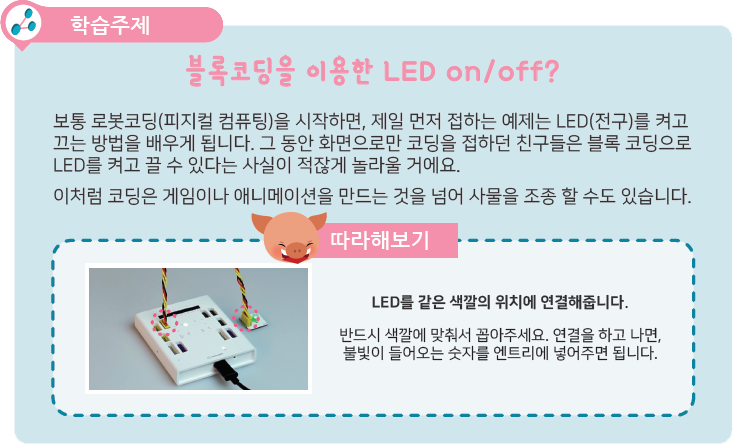 학습주제
블록코딩을 이용한 LED on/off?
보통 로봇코딩(피지컬 컴퓨팅)을 시작하면, 제일 먼저 접하는 예제는 LED(전구)를 켜고
끄는 방법을 배우게 됩니다. 그 동안 화면으로만 코딩을 접하던 친구들은 블록 코딩으로
LED를 켜고 끌 수 있다는 사실이 적잖게 놀라울 거에요.
이처럼 코딩은 게임이나 애니메이션을 만드는 것을 넘어 사물을 조종 할 수도 있습니다.
따라해보기
LED를 같은 색깔의 위치에 연결해줍니다.
반드시 색깔에 맞춰서 꼽아주세요. 연결을 하고 나면,
불빛이 들어오는 숫자를 엔트리에 넣어주면 됩니다.